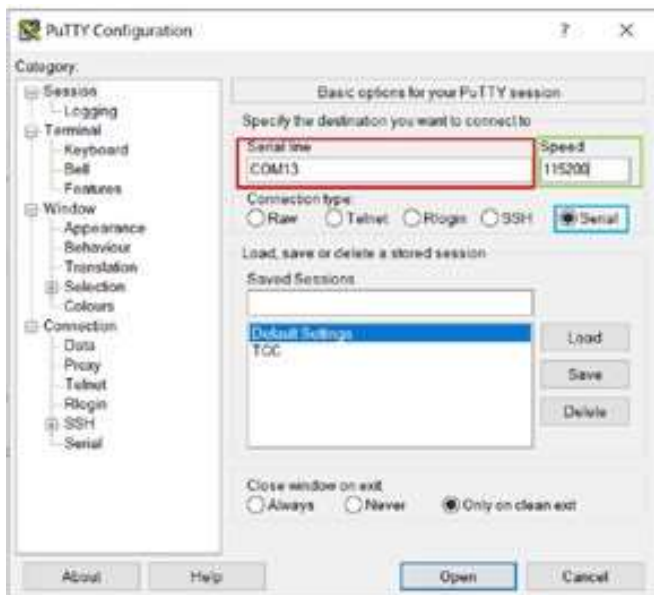 PuTTY Configuration
? X
Category:
Session
Logging
Terminal
Keyboard
Bell
Features
Window
Appearance
Behaviour
Translation
Selection
Colours
Connection
Data
Proxy
Telnet
Rlogin
SSH
Serial
Basic options for your PuTTY session
Specify the destination you want to connect to
Serial line
Speed
COM13
115200
Connection type:
Raw Telnet Rlogin SSH Serial
Load, save or delete a stored session
Saved Sessions
Default Settings
TCC
Load
Save
Delete
Close window on exit
Always Never Only on clean exit
About Help Open Cancel